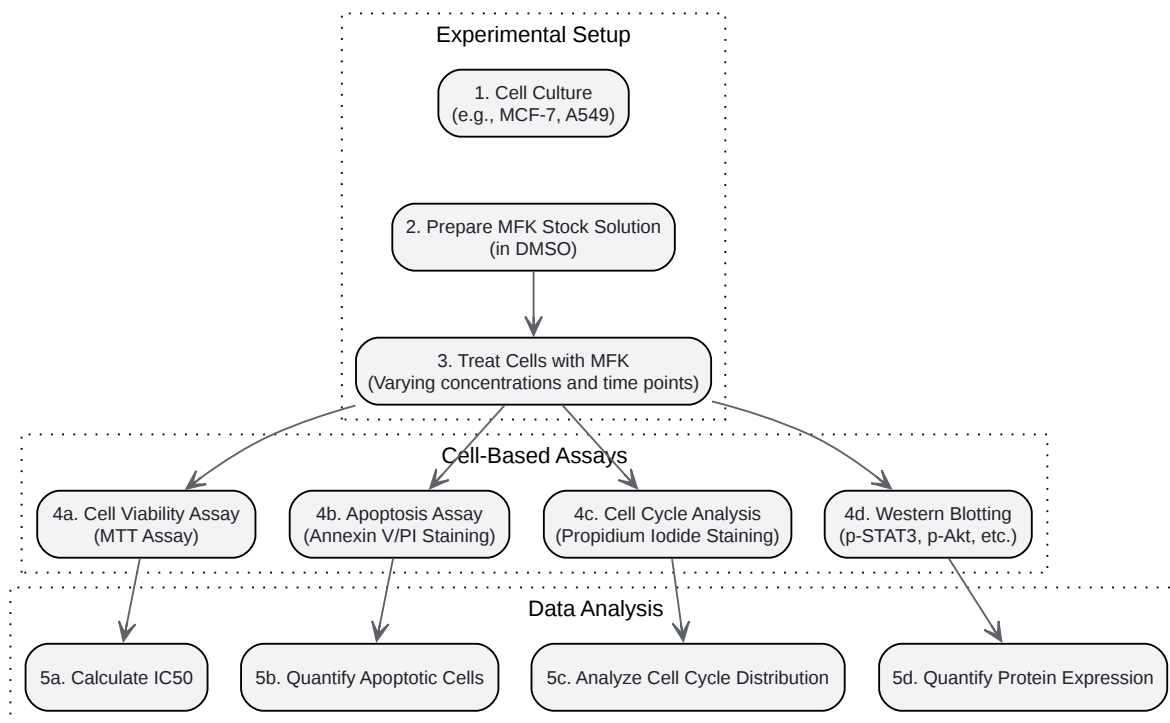 Experimental Setup
1. Cell Culture
(e.g., MCF-7, A549)
2. Prepare MFK Stock Solution
(in DMSO)
3. Treat Cells with MFK
(Varying concentrations and time points)
Cell-Based Assays
4a. Cell Viability Assay
(MTT Assay)
4b. Apoptosis Assay
(Annexin V/PI Staining)
4c. Cell Cycle Analysis
(Propidium Iodide Staining)
4d. Western Blotting
(p-STAT3, p-Akt, etc.)
Data Analysis
5a. Calculate IC50
5b. Quantify Apoptotic Cells
5c. Analyze Cell Cycle Distribution
5d. Quantify Protein Expression